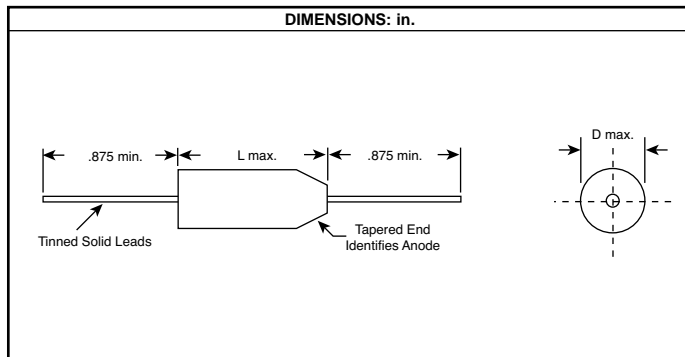 DIMENSIONS: in.
D max.
.875 min.
L max.
.875 min.
Tinned Solid Leads
Tapered End
Identifies Anode